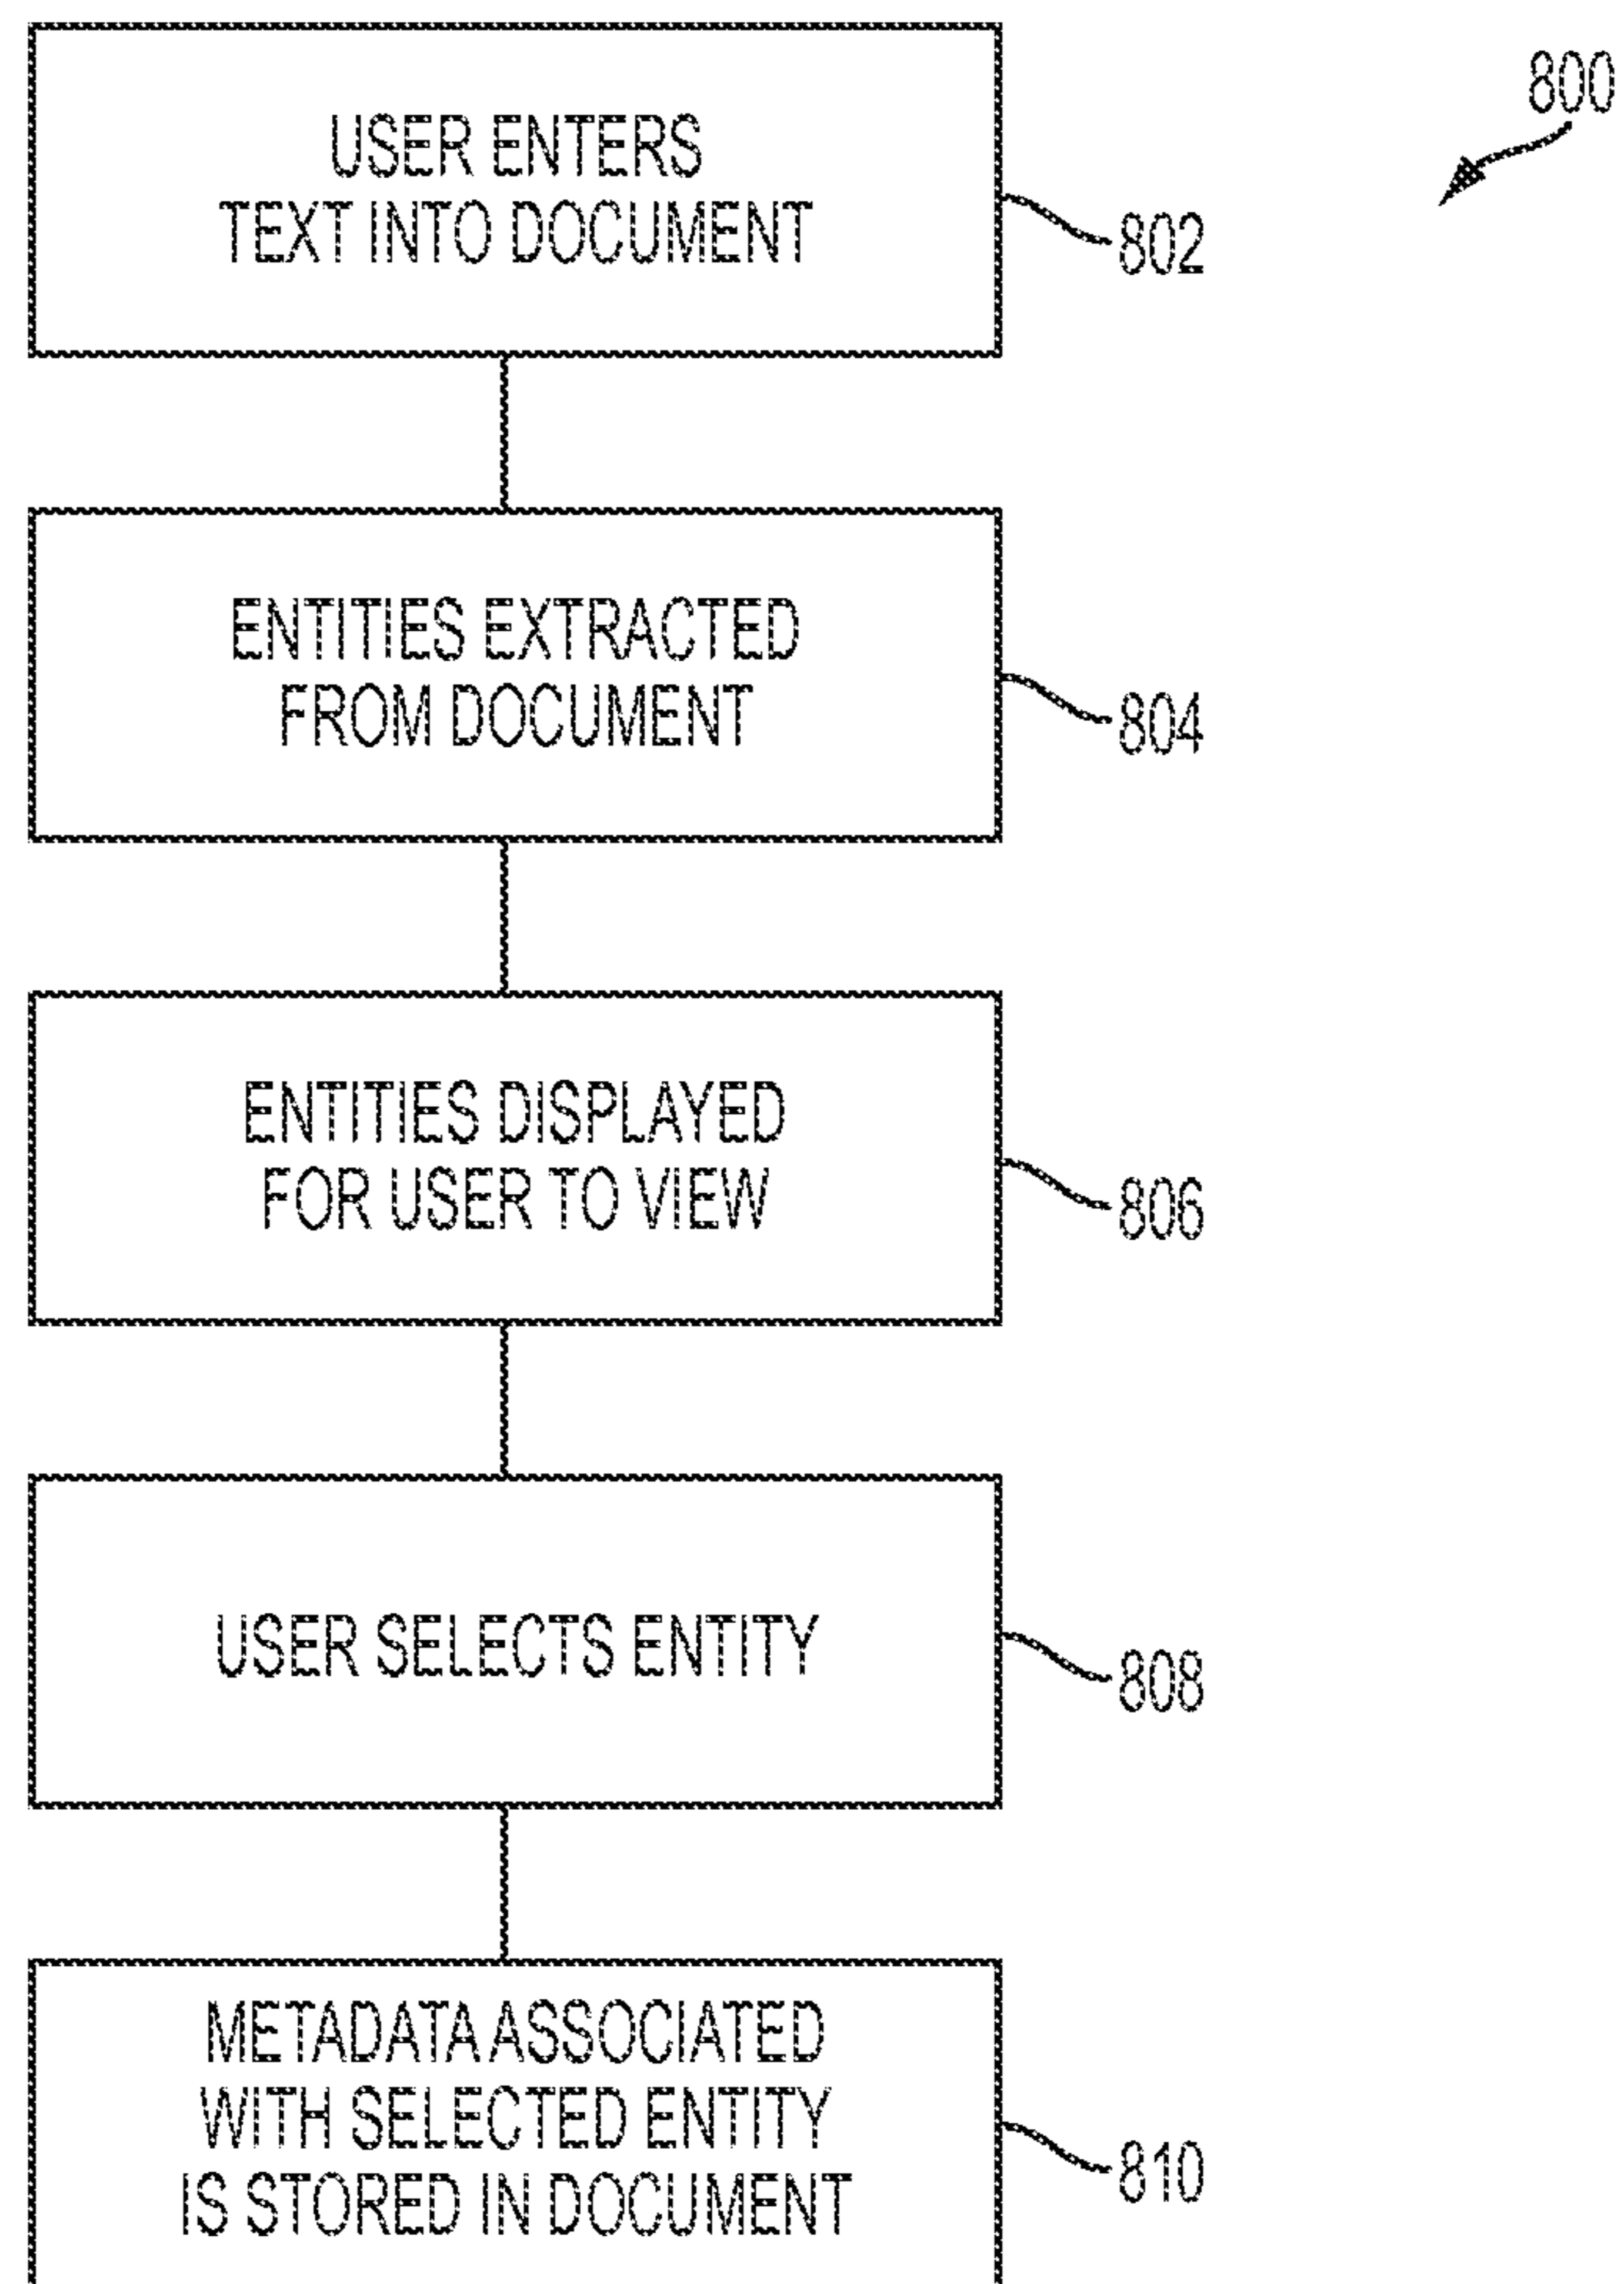 800
USER ENTERS
TEXT INTO DOCUMENT
802
ENTITIES EXTRACTED
FROM DOCUMENT
804
ENTITIES DISPLAYED
FOR USER TO VIEW
806
USER SELECTS ENTITY
808
METADATA ASSOCIATED
WITH SELECTED ENTITY
IS STORED IN DOCUMENT
810